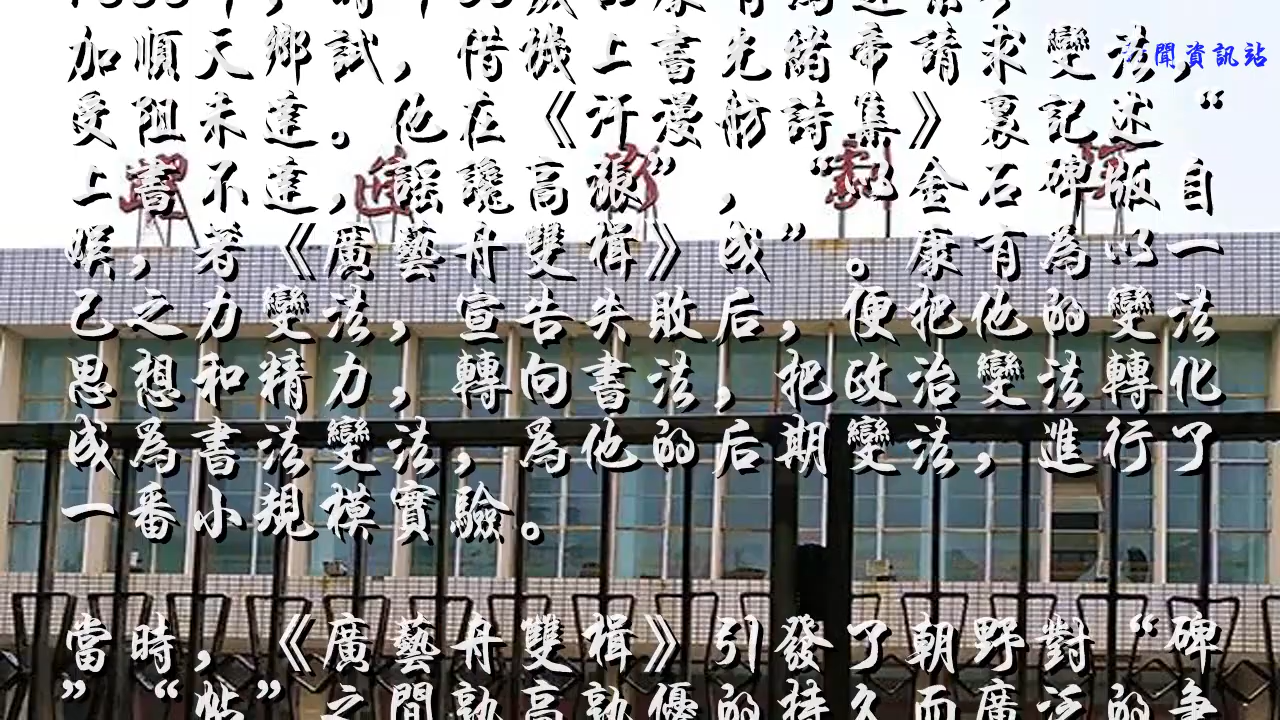 加順天鄉試，借機上書光緒帝請求變法，
聞資訊站
受阻未達。他在《汗漫舫詩集》裏記述“
上書不達，謠讒高張”，“以金石碑版自
娛，著《廣藝舟雙楫》成”。康有為以一
己之力變法，宣告失敗后，便把他的變法
思想和精力，轉向書法，把政治變法轉化
成為書法變法，為他的后期變法，進行了
一番小規模實驗。
當時，《廣藝舟雙楫》引發了朝野對“碑
”“帖”之間孰高孰優的持久而廣泛的爭